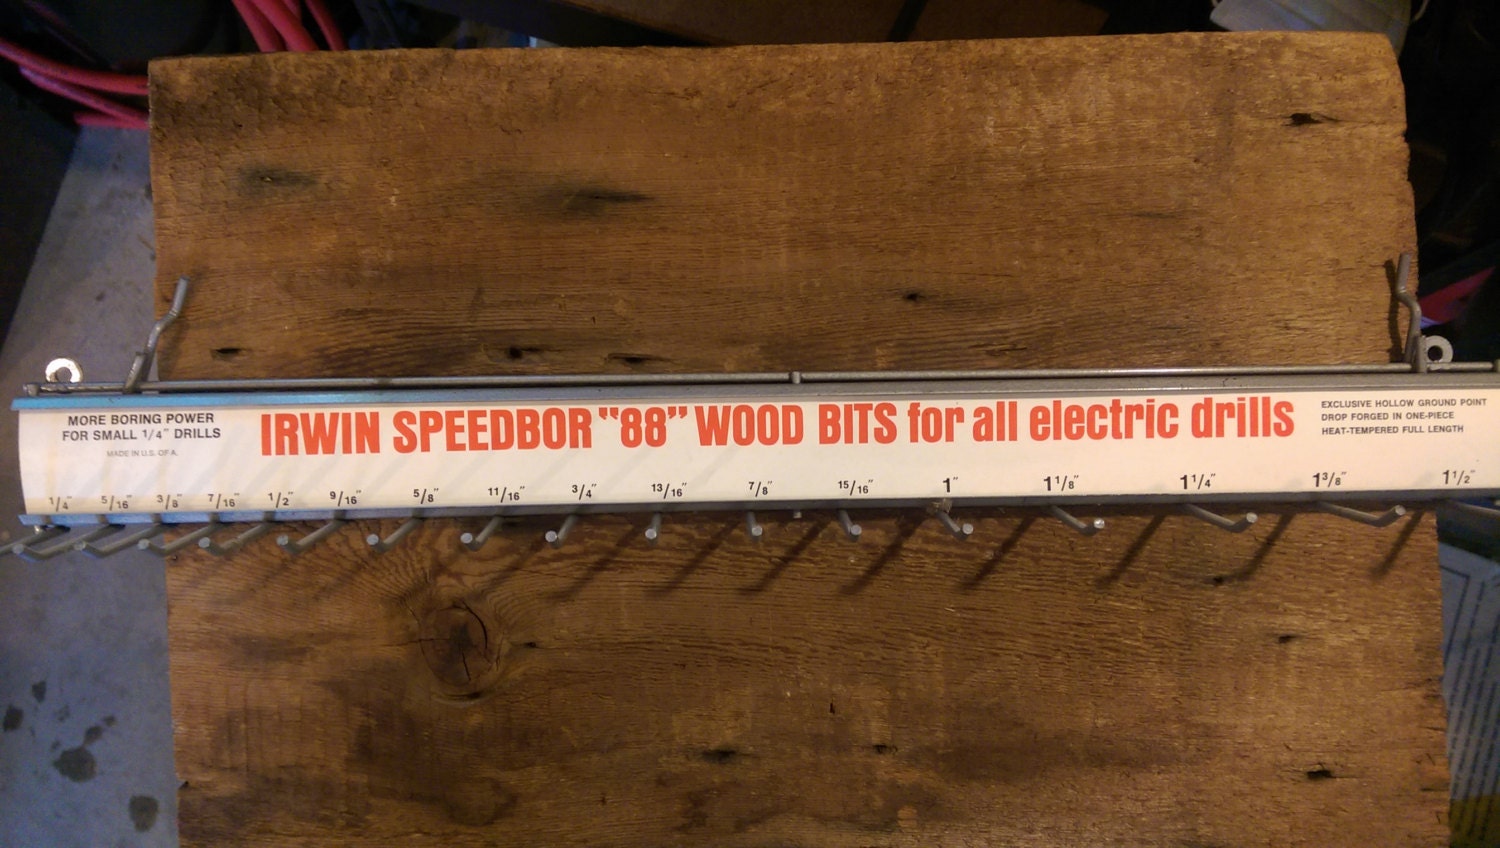 MORE BORING POWER
FOR SMALL 1/4" DRILLS
MADE IN U.S. OF A.
IRWIN SPEEDBOR "88" WOOD BITS for all electric drills
EXCLUSIVE HOLLOW GROUND POINT
DROP FORGED IN ONE-PIECE
HEAT-TEMPERED FULL LENGTH
1/4" 5/16" 3/8" 7/16" 1/2" 9/16" 5/8" 11/16" 3/4" 13/16" 7/8" 15/16" 1" 1 1/8" 1 1/4" 1 3/8" 1 1/2"